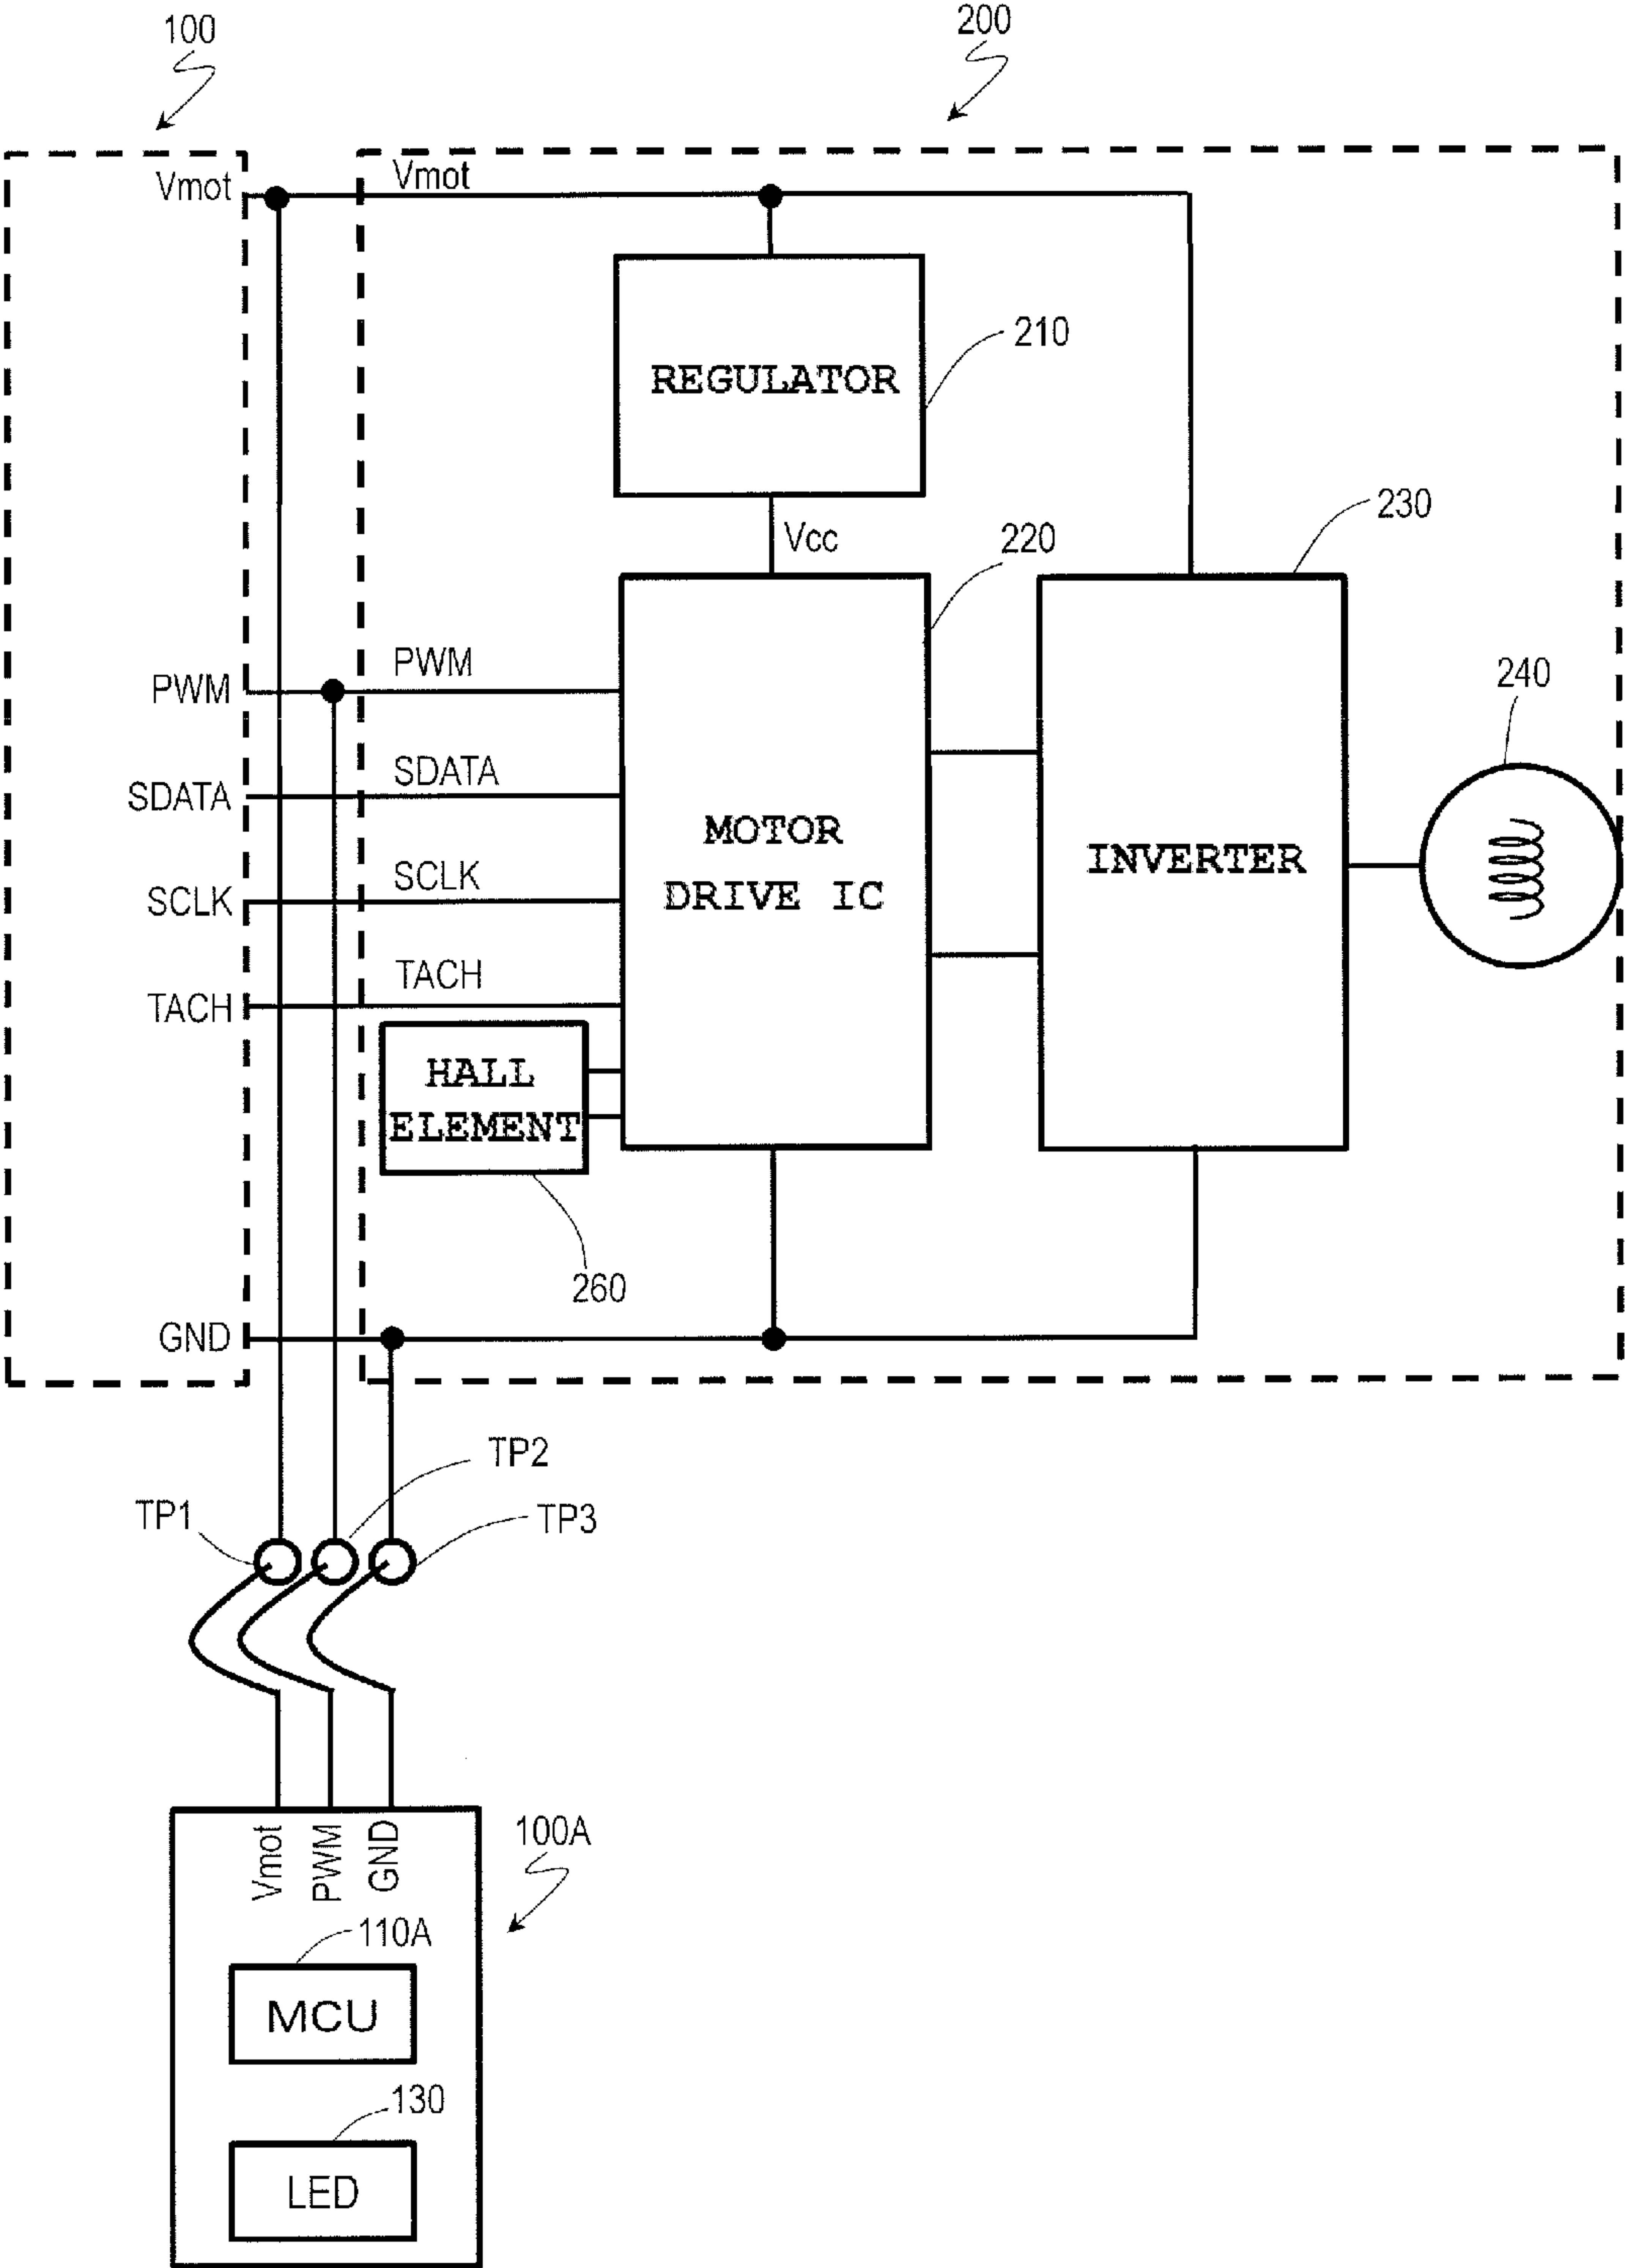 100
200
Vmot
Vmot
REGULATOR
210
Vcc
220
230
PWM
PWM
240
SDATA
SDATA
MOTOR
DRIVE IC
INVERTER
SCLK
SCLK
TACH
TACH
HALL
ELEMENT
260
GND
TP2
TP1
TP3
Vmot
PWM
GND
100A
110A
MCU
130
LED